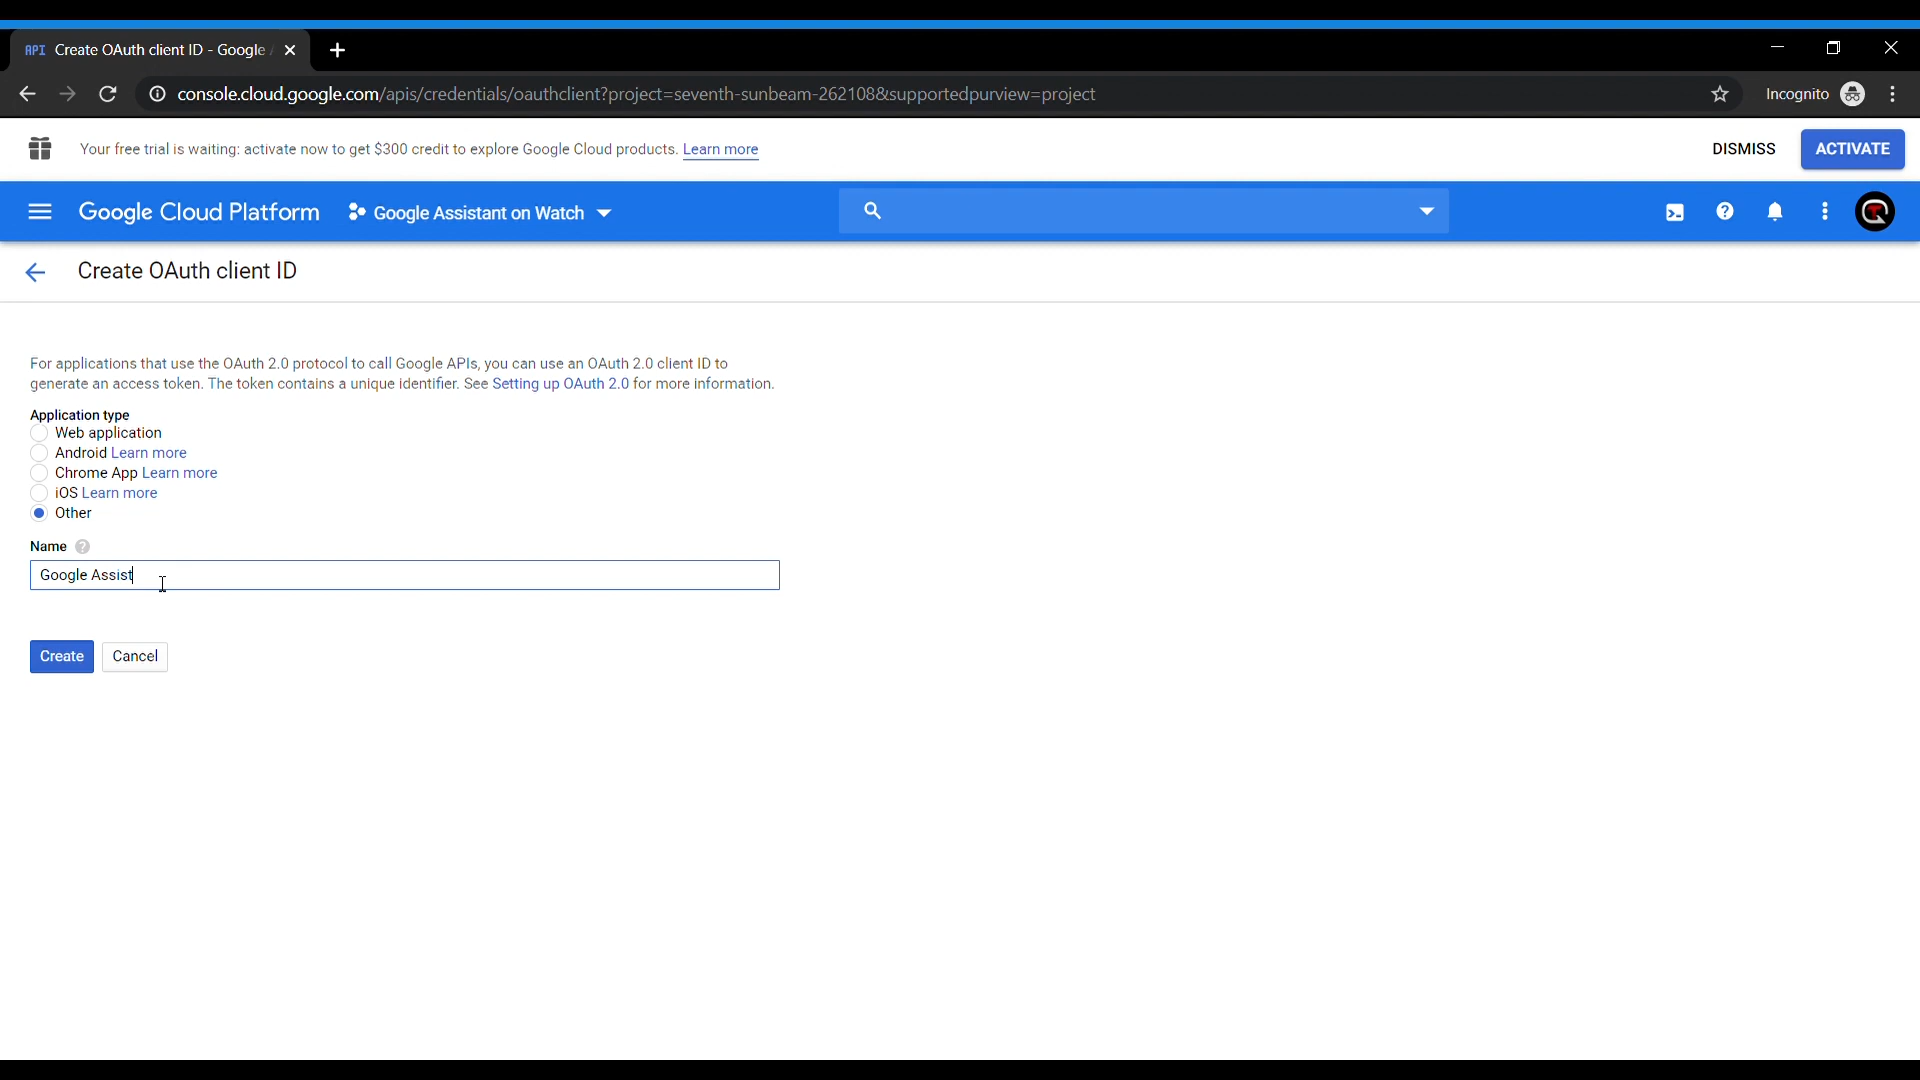 API Create OAuth client ID - Google
console.cloud.google.com/apis/credentials/oauthclient?project=seventh-sunbeam-262108&supportedpurview=project
Incognito
Your free trial is waiting: activate now to get $300 credit to explore Google Cloud products. Learn more
DISMISS
ACTIVATE
Google Cloud Platform
Google Assistant on Watch
Create OAuth client ID
For applications that use the OAuth 2.0 protocol to call Google APIs, you can use an OAuth 2.0 client ID to
generate an access token. The token contains a unique identifier. See Setting up OAuth 2.0 for more information.
Application type
Web application
Android Learn more
Chrome App Learn more
iOS Learn more
Other
Name
Google Assist
Create
Cancel